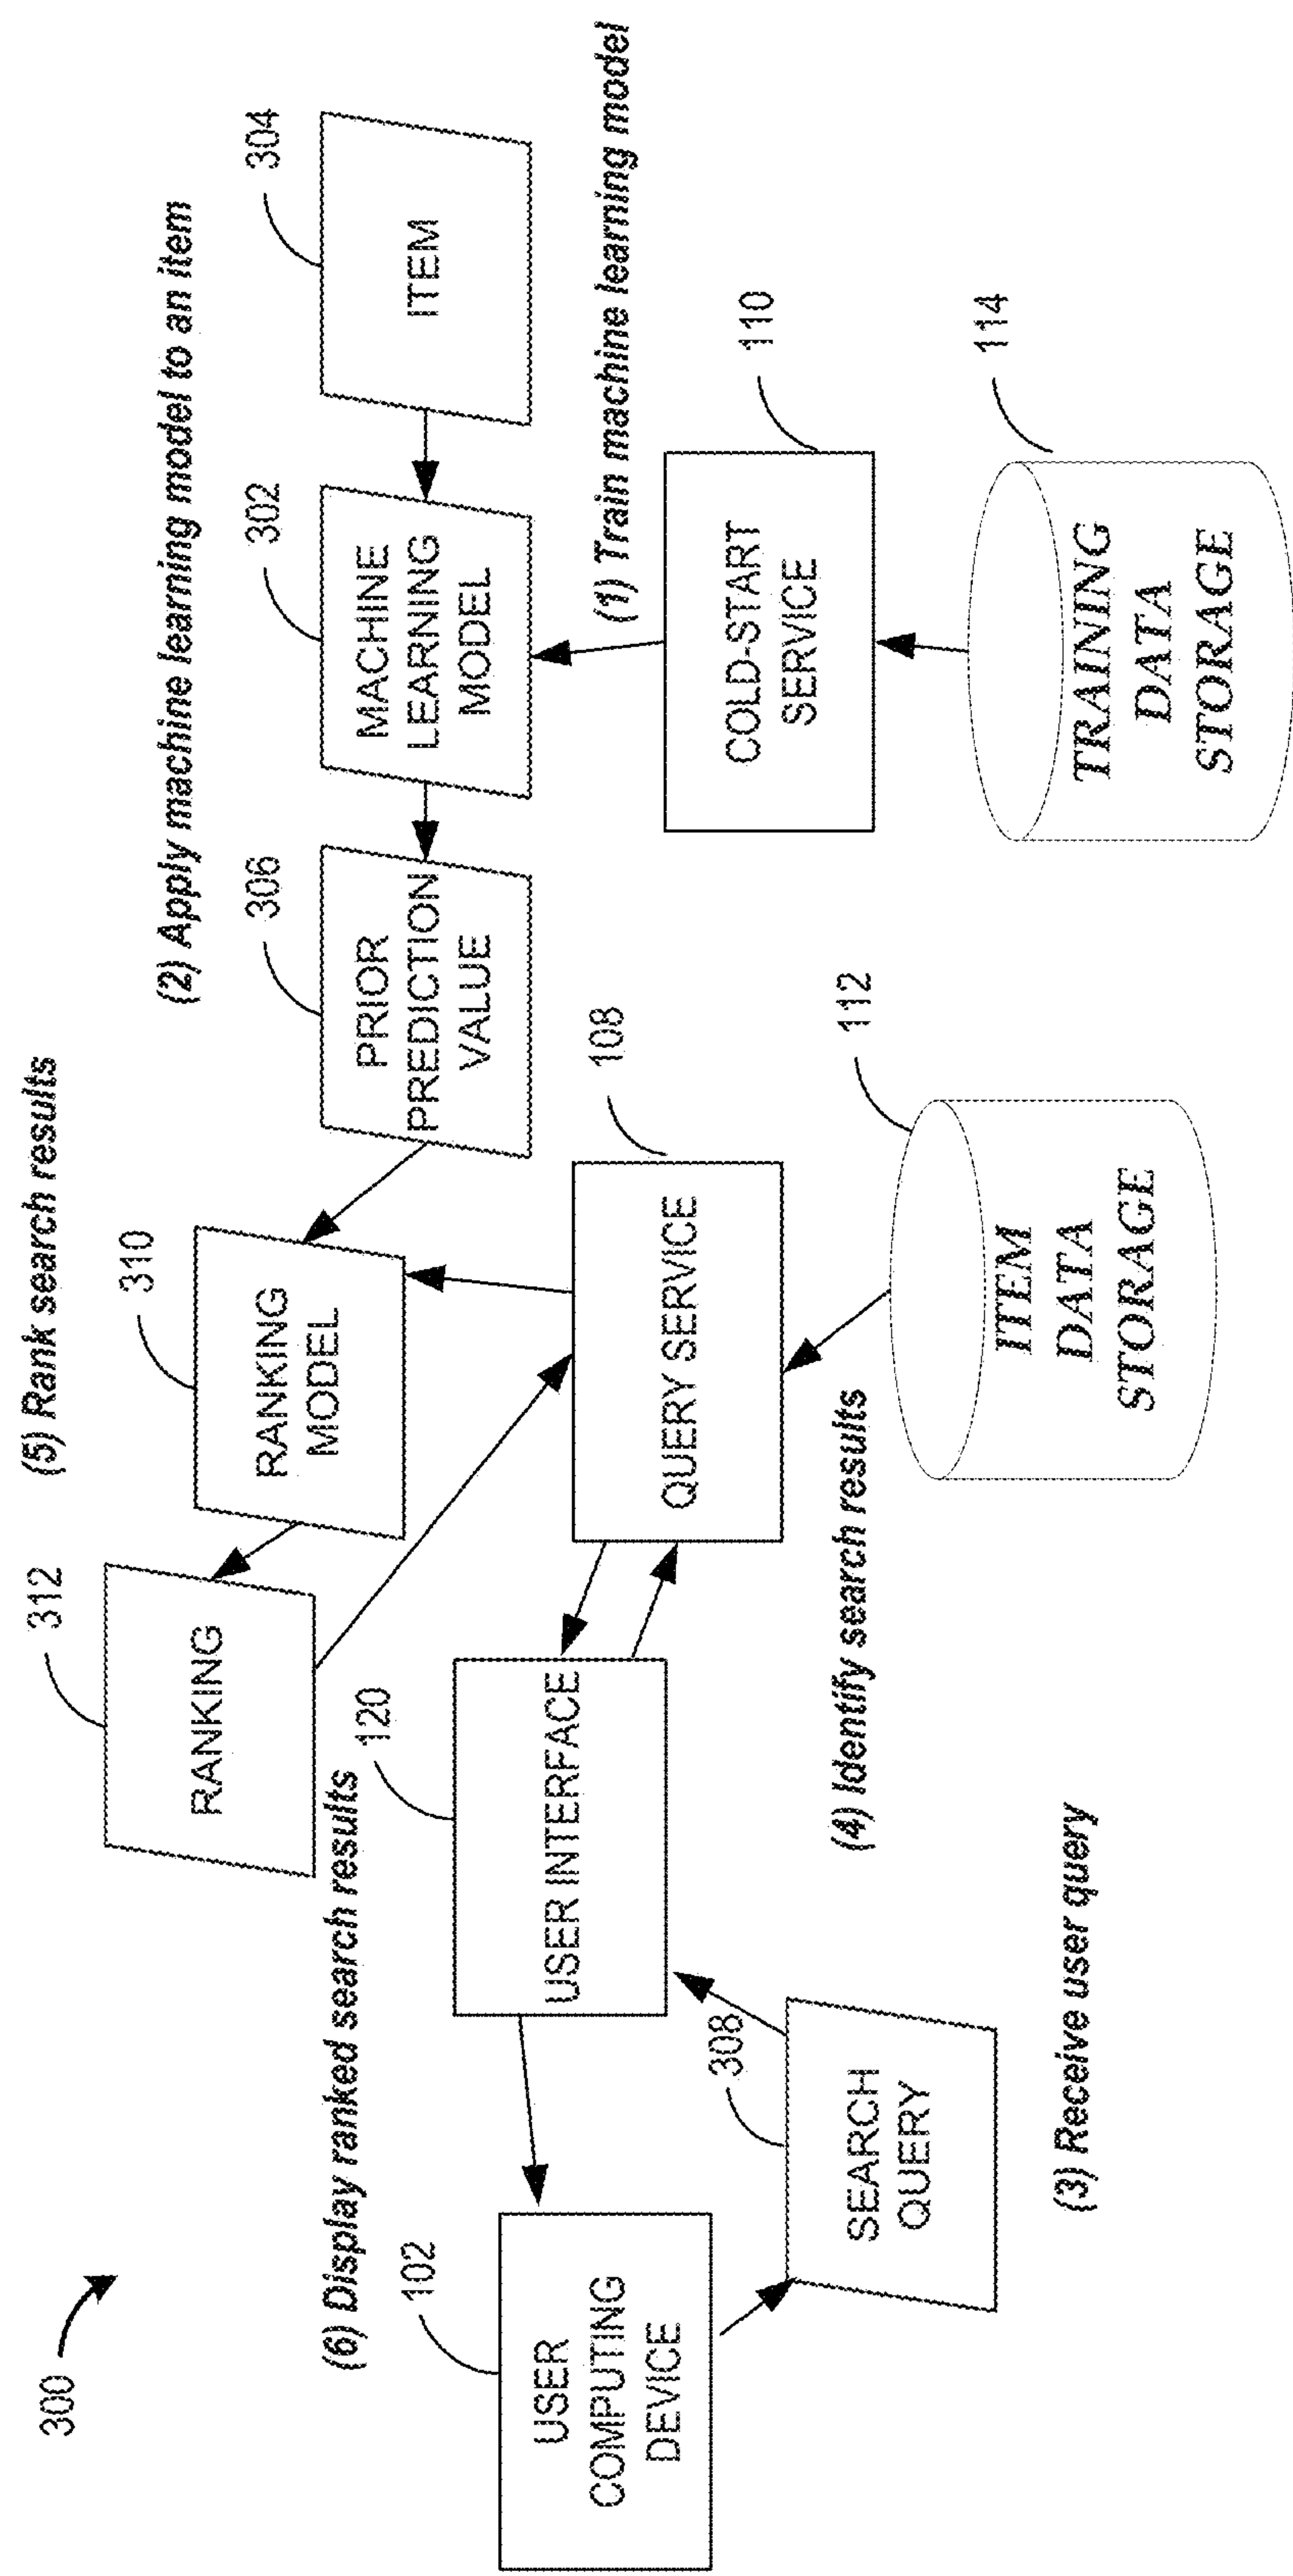 300
(5) Rank search results
(2) Apply machine learning model to an item
312
RANKING
310
RANKING
MODEL
306
PRIOR
PREDICTION
VALUE
302
MACHINE
LEARNING
MODEL
304
ITEM
(6) Display ranked search results
102
USER
COMPUTING
DEVICE
120
USER INTERFACE
108
QUERY SERVICE
(1) Train machine learning model
110
COLD-START
SERVICE
308
SEARCH
QUERY
(4) Identify search results
112
ITEM
DATA
STORAGE
114
TRAINING
DATA
STORAGE
(3) Receive user query